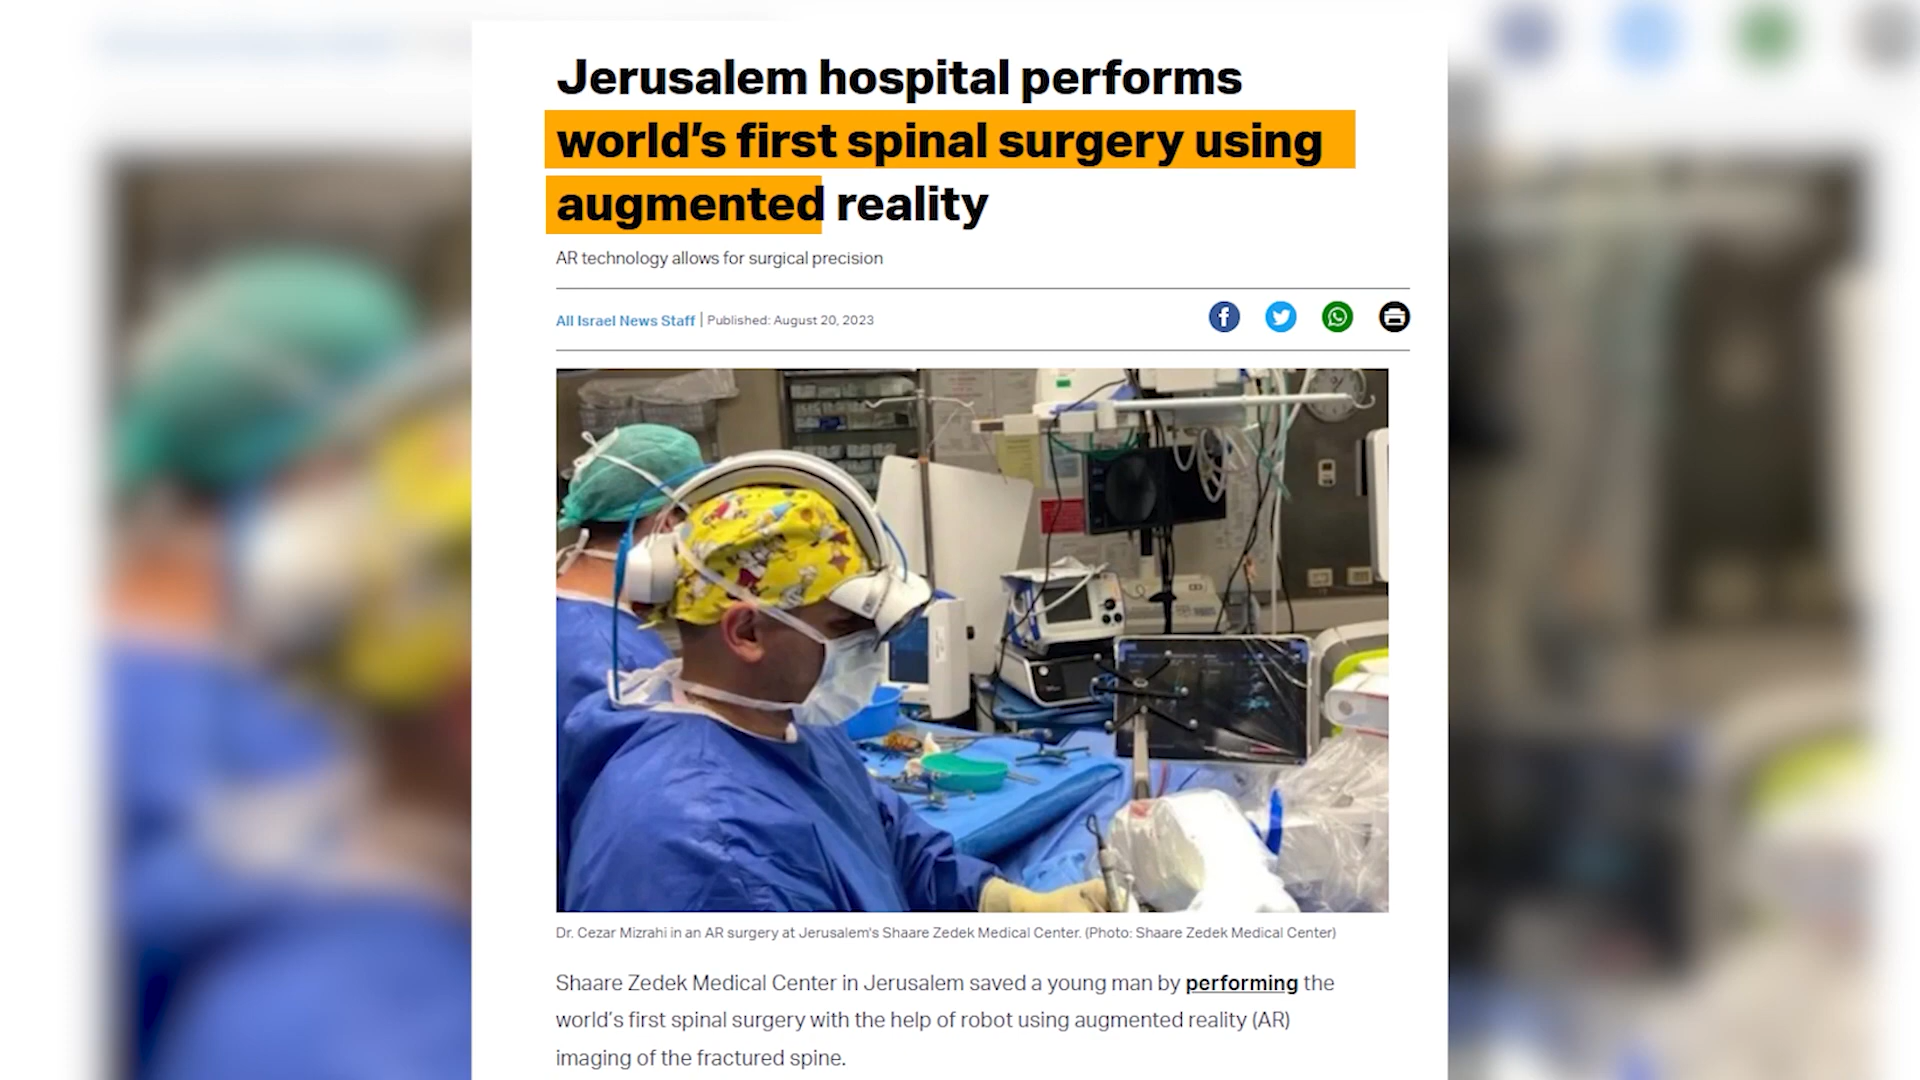 Jerusalem hospital performs
world's first spinal surgery using
augmented reality
AR technology allows for surgical precision
All Israel News Staff | Published: August 20, 2023
Dr. Cezar Mizrahi in an AR surgery at Jerusalem's Shaare Zedek Medical Center. (Photo: Shaare Zedek Medical Center)
Shaare Zedek Medical Center in Jerusalem saved a young man by performing the
world's first spinal surgery with the help of robot using augmented reality (AR)
imaging of the fractured spine.